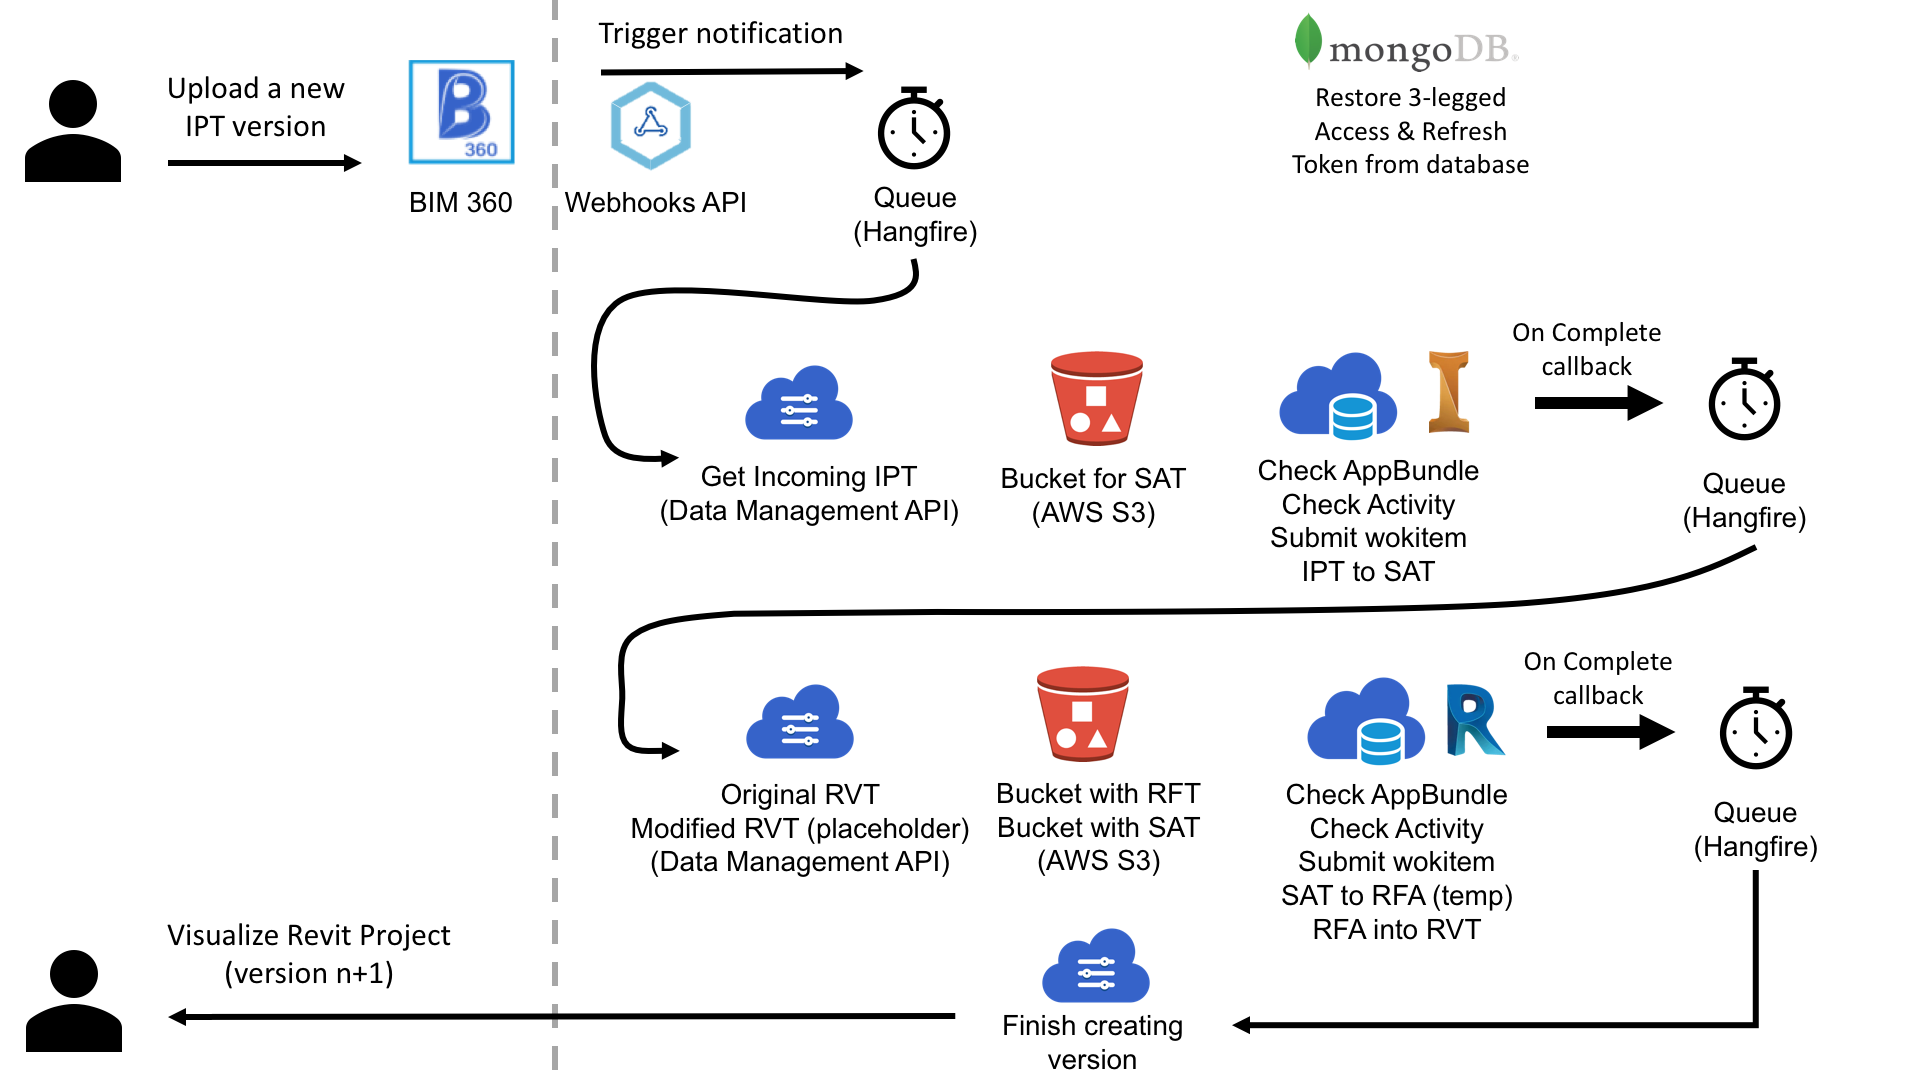 Trigger notification
mongoDB®
Upload a new
IPT version
Restore 3-legged
Access & Refresh
Token from database
360
BIM 360
Webhooks API
Queue
(Hangfire)
On Complete
callback
Get Incoming IPT
(Data Management API)
Bucket for SAT
(AWS S3)
Check AppBundle
Check Activity
Submit wokitem
IPT to SAT
Queue
(Hangfire)
On Complete
callback
Original RVT
Modified RVT (placeholder)
(Data Management API)
Bucket with RFT
Bucket with SAT
(AWS S3)
Check AppBundle
Check Activity
Submit wokitem
SAT to RFA (temp)
RFA into RVT
Queue
(Hangfire)
Visualize Revit Project
(version n+1)
Finish creating
version